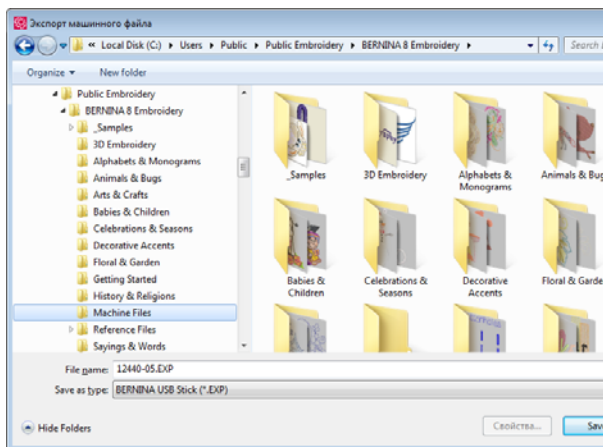 Экспорт машинного файла
« Local Disk (C:) ▸ Users ▸ Public ▸ Public Embroidery ▸ BERNINA 8 Embroidery ▸
Search
Organize ▾ New folder
Public Embroidery
BERNINA 8 Embroidery
_Samples
3D Embroidery
Alphabets & Monograms
Animals & Bugs
Arts & Crafts
Babies & Children
Celebrations & Seasons
Decorative Accents
Floral & Garden
Getting Started
History & Religions
Machine Files
Reference Files
Sayings & Words
_Samples 3D Embroidery Alphabets & Animals & Bug
Monograms
Babies & Celebrations & Decorative Floral & Garde
Children Seasons Accents
File name: 12440-05.EXP
Save as type: BERNINA USB Stick (*.EXP)
Hide Folders Свойства... Save